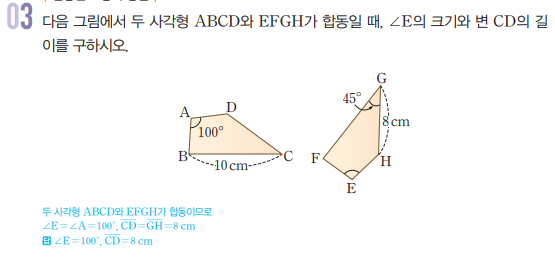 03 다음 그림에서 두 사각형 ABCD와 EFGH가 합동일 때, ∠E의 크기와 변 CD의 길
이를 구하시오.
G
45°
A D
100°
8 cm
B C F H
10 cm
E
두 사각형 ABCD와 EFGH가 합동이므로
∠E=∠A=100°, C̅D̅=G̅H̅=8 cm
답 ∠E=100°, C̅D̅=8 cm